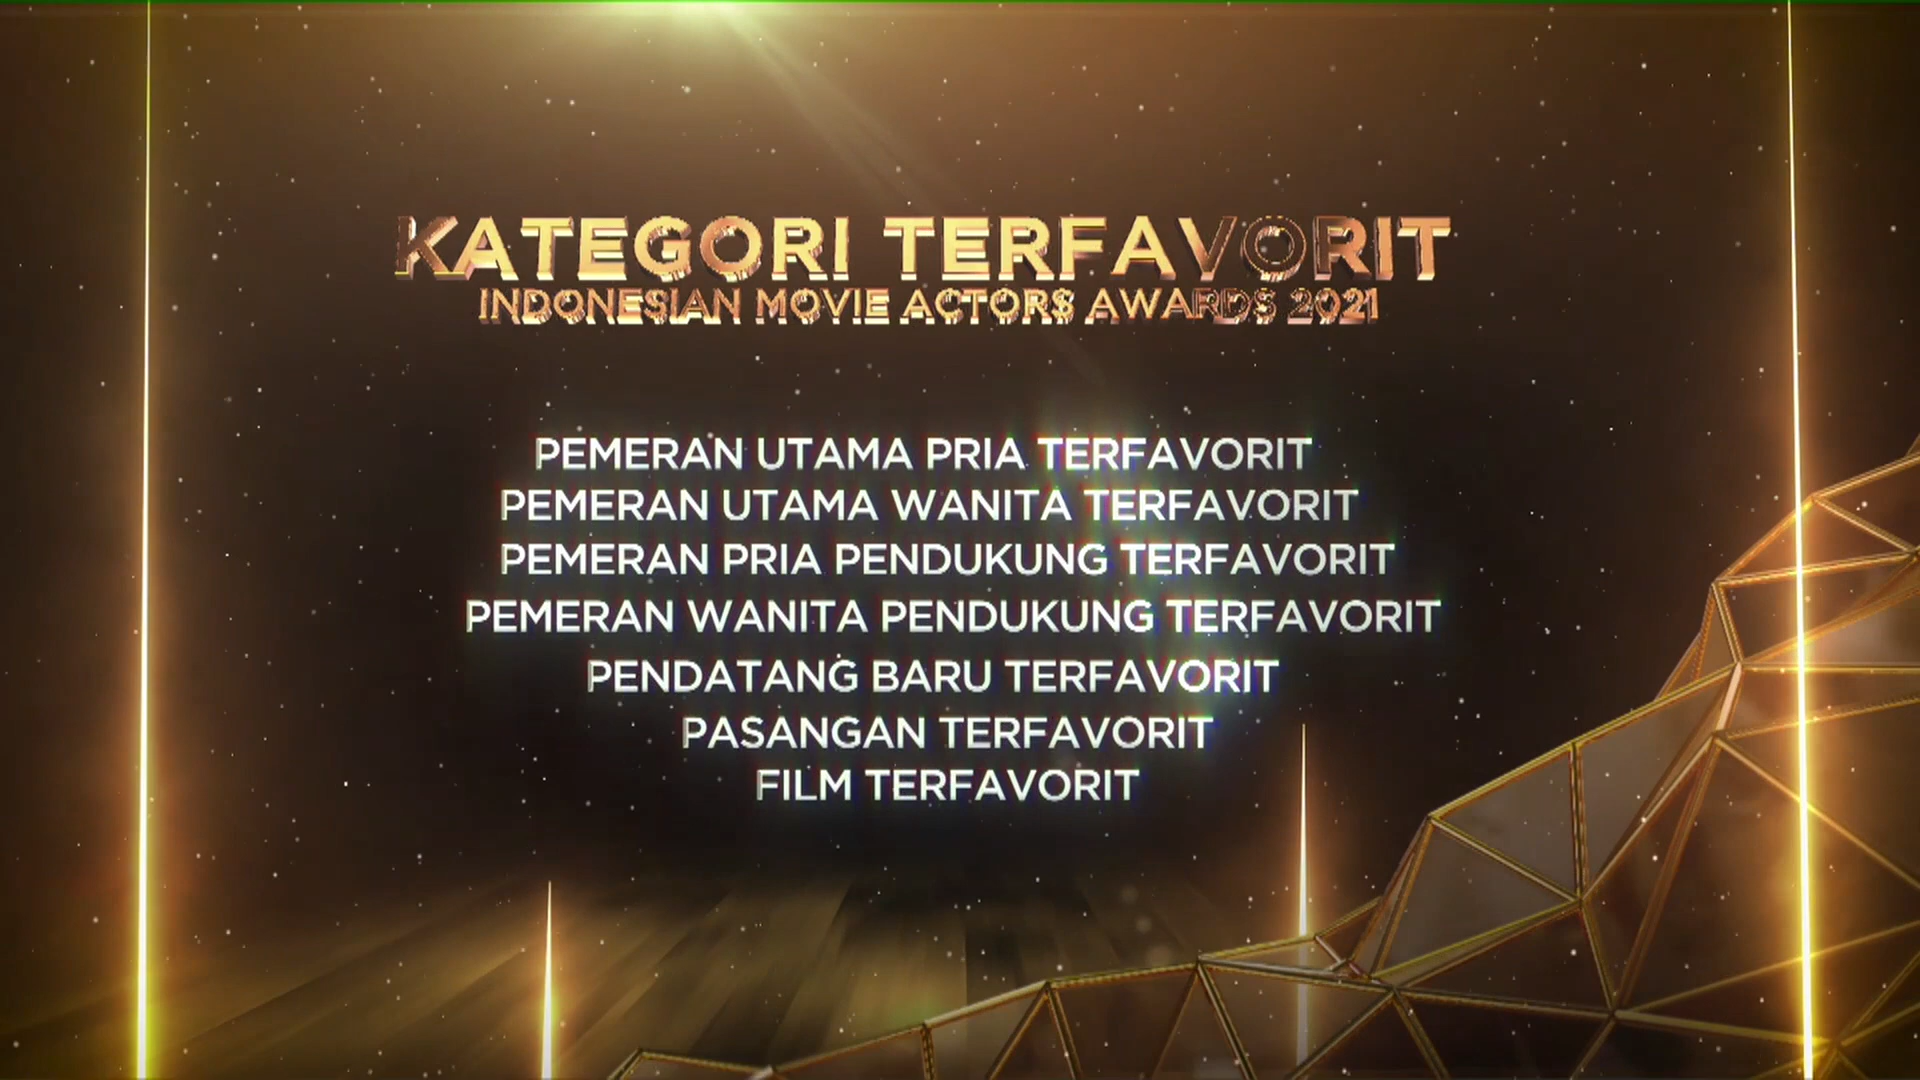 KATEGORI TERFAVORIT
INDONESIAN MOVIE ACTORS AWARDS 2021
PEMERAN UTAMA PRIA TERFAVORIT
PEMERAN UTAMA WANITA TERFAVORIT
PEMERAN PRIA PENDUKUNG TERFAVORIT
PEMERAN WANITA PENDUKUNG TERFAVORIT
PENDATANG BARU TERFAVORIT
PASANGAN TERFAVORIT
FILM TERFAVORIT